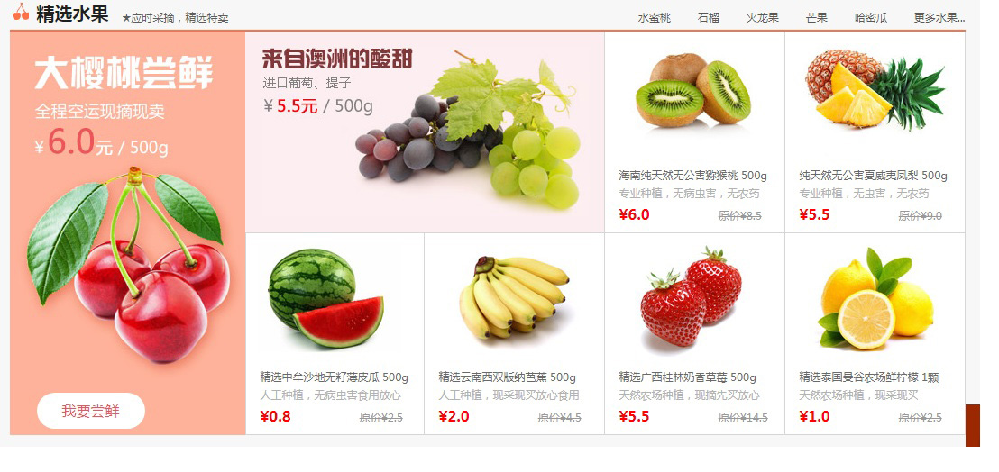 精选水果 ★应时采摘，精选特卖 水蜜桃 石榴 火龙果 芒果 哈密瓜 更多水果...
大樱桃尝鲜
全程空运现摘现卖
¥ 6.0元 / 500g
我要尝鲜
来自澳洲的酸甜
进口葡萄、提子
¥ 5.5元 / 500g
海南纯天然无公害猕猴桃 500g
专业种植，无病虫害，无农药
¥6.0 原价¥8.5
纯天然无公害夏威夷凤梨 500g
专业种植，无虫害，无农药
¥5.5 原价¥9.0
精选中牟沙地无籽薄皮瓜 500g
人工种植，无病虫害食用放心
¥0.8 原价¥2.5
精选云南西双版纳芭蕉 500g
人工种植，现采现买放心食用
¥2.0 原价¥4.5
精选广西桂林奶香草莓 500g
天然农场种植，现摘先买放心
¥5.5 原价¥14.5
精选泰国曼谷农场鲜柠檬 1颗
天然农场种植，现采现买
¥1.0 原价¥2.5